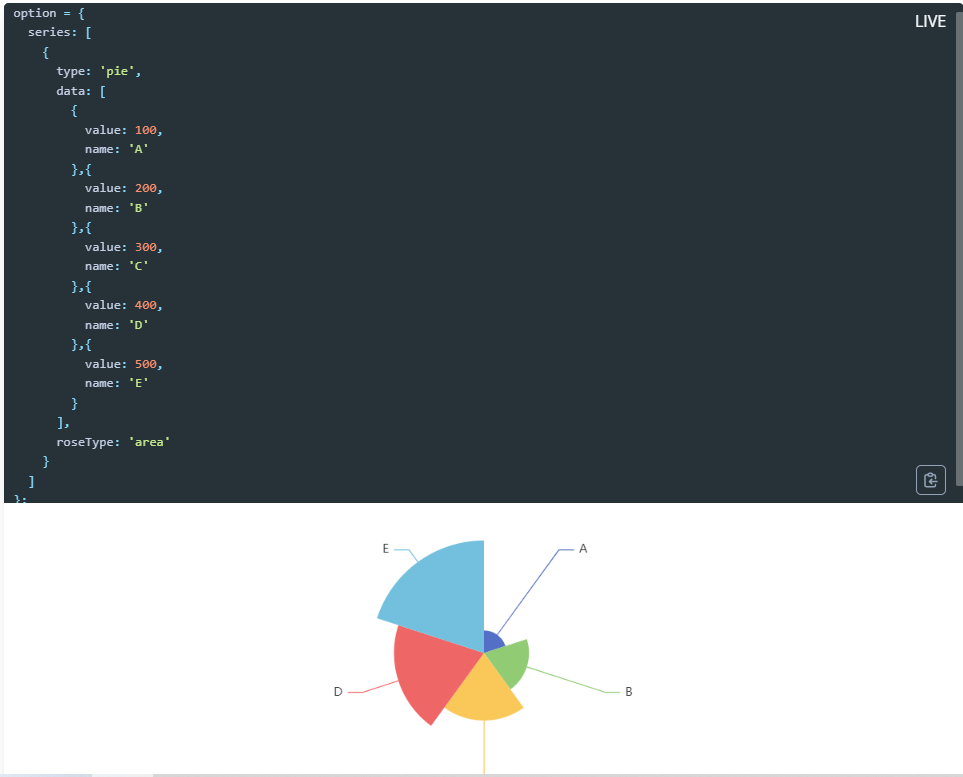 option = {
LIVE
series: [
{
type: 'pie',
data: [
{
value: 100,
name: 'A'
},{
value: 200,
name: 'B'
},{
value: 300,
name: 'C'
},{
value: 400,
name: 'D'
},{
value: 500,
name: 'E'
}
],
roseType: 'area'
}
]
};
E
A
D
B